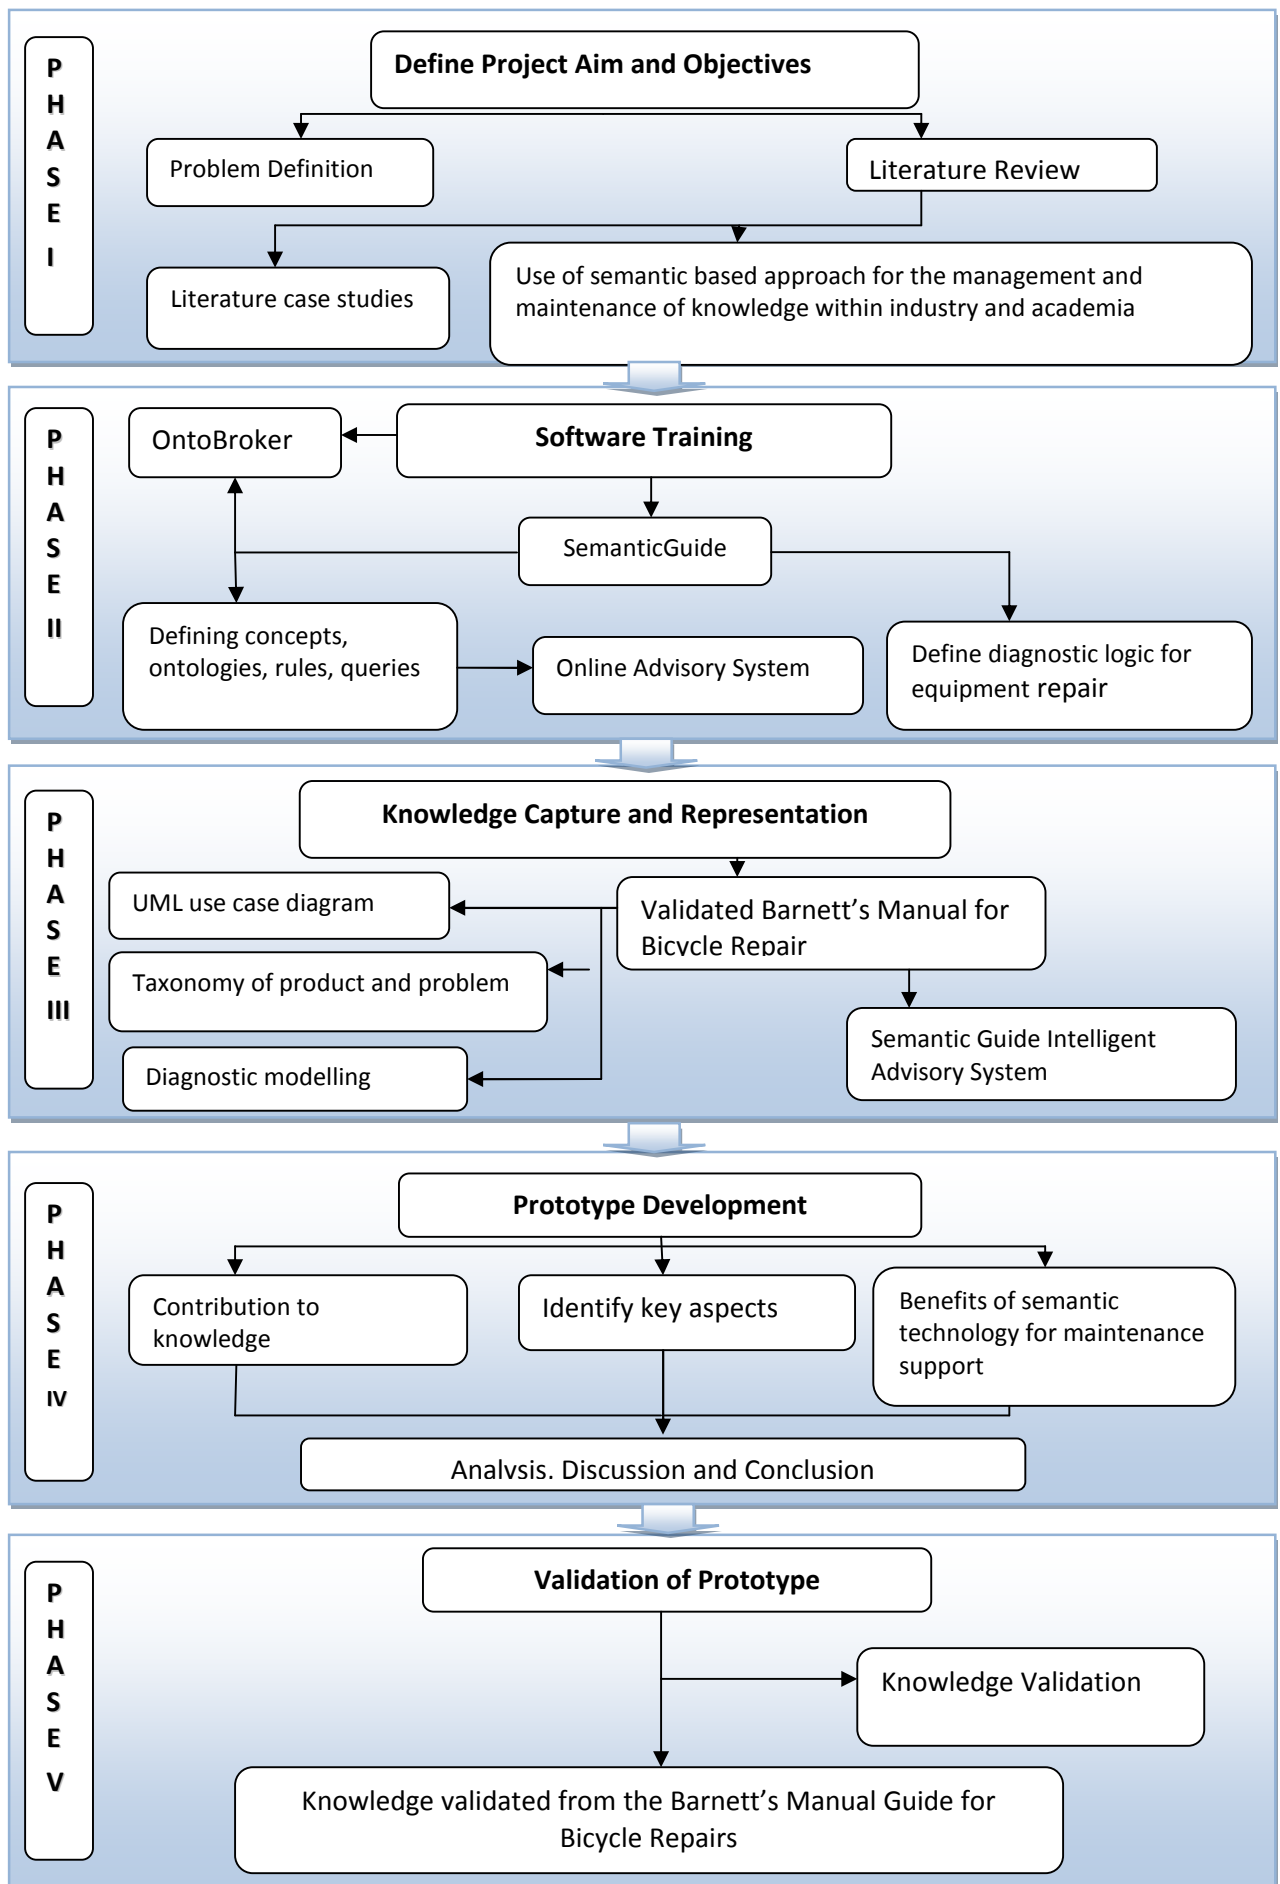 PHASE I
Define Project Aim and Objectives
Problem Definition
Literature Review
Literature case studies
Use of semantic based approach for the management and
maintenance of knowledge within industry and academia
PHASE II
OntoBroker
Software Training
SemanticGuide
Defining concepts,
ontologies, rules, queries
Online Advisory System
Define diagnostic logic for
equipment repair
PHASE III
Knowledge Capture and Representation
UML use case diagram
Validated Barnett's Manual for
Bicycle Repair
Taxonomy of product and problem
Semantic Guide Intelligent
Advisory System
Diagnostic modelling
PHASE IV
Prototype Development
Contribution to
knowledge
Identify key aspects
Benefits of semantic
technology for maintenance
support
Analysis. Discussion and Conclusion
PHASE V
Validation of Prototype
Knowledge Validation
Knowledge validated from the Barnett's Manual Guide for
Bicycle Repairs